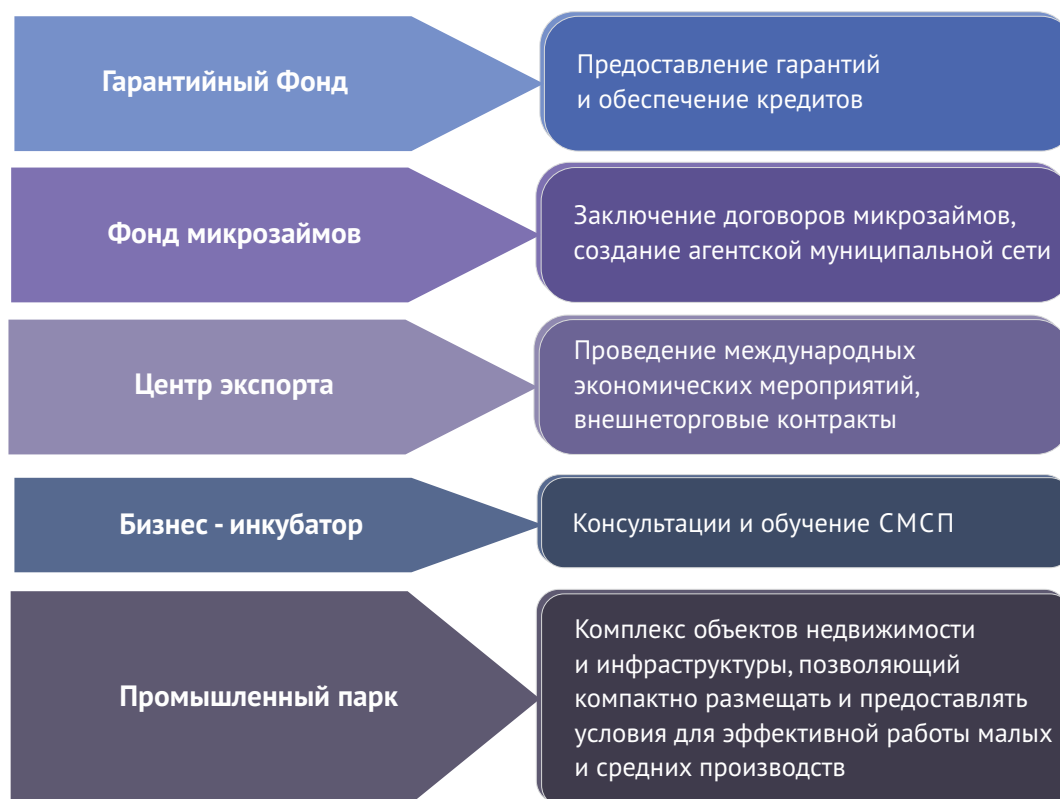 Гарантийный Фонд
Предоставление гарантий
и обеспечение кредитов
Фонд микрозаймов
Заключение договоров микрозаймов,
создание агентской муниципальной сети
Центр экспорта
Проведение международных
экономических мероприятий,
внешнеторговые контракты
Бизнес - инкубатор
Консультации и обучение СМСП
Промышленный парк
Комплекс объектов недвижимости
и инфраструктуры, позволяющий
компактно размещать и предоставлять
условия для эффективной работы малых
и средних производств